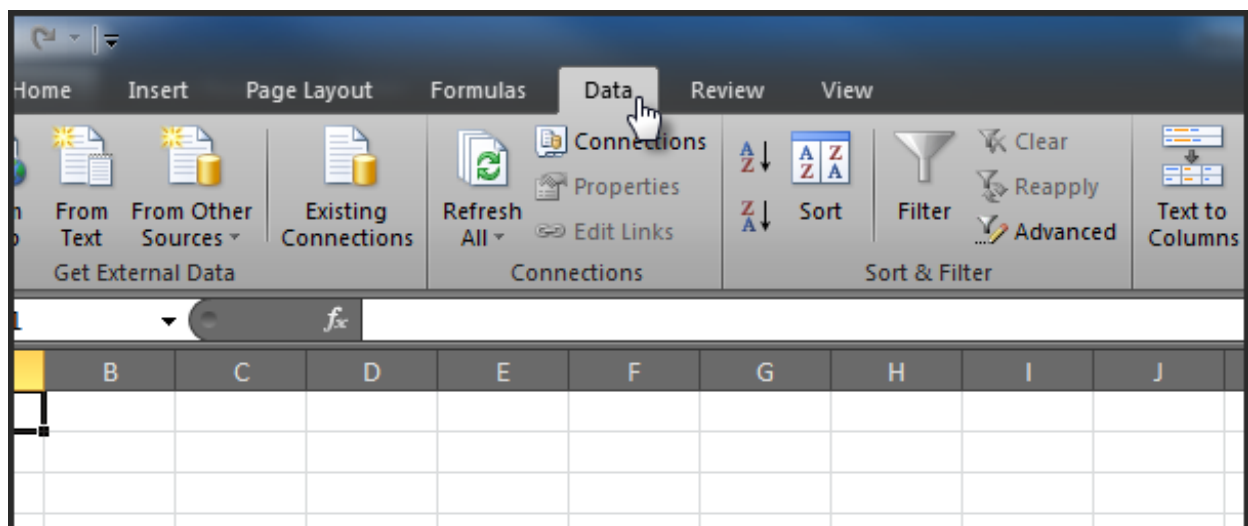 Home Insert Page Layout Formulas Data Review View
From Text
From Other Sources
Existing Connections
Get External Data
Refresh All
Connections
Properties
Edit Links
Connections
A Z
Z A
A Z
Z A
Sort
Filter
Clear
Reapply
Advanced
Sort & Filter
Text to Columns
1
fx
B C D E F G H I J